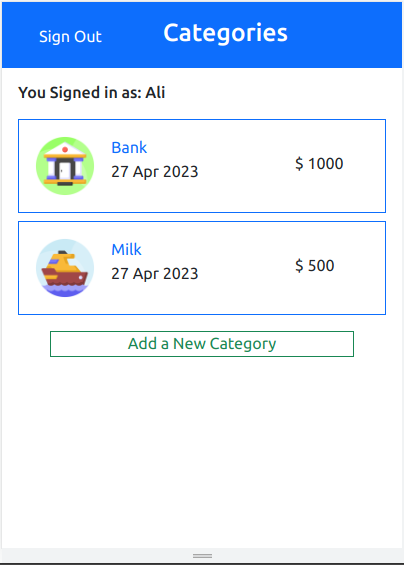 Sign Out
Categories
You Signed in as: Ali
Bank
27 Apr 2023
$ 1000
Milk
27 Apr 2023
$ 500
Add a New Category